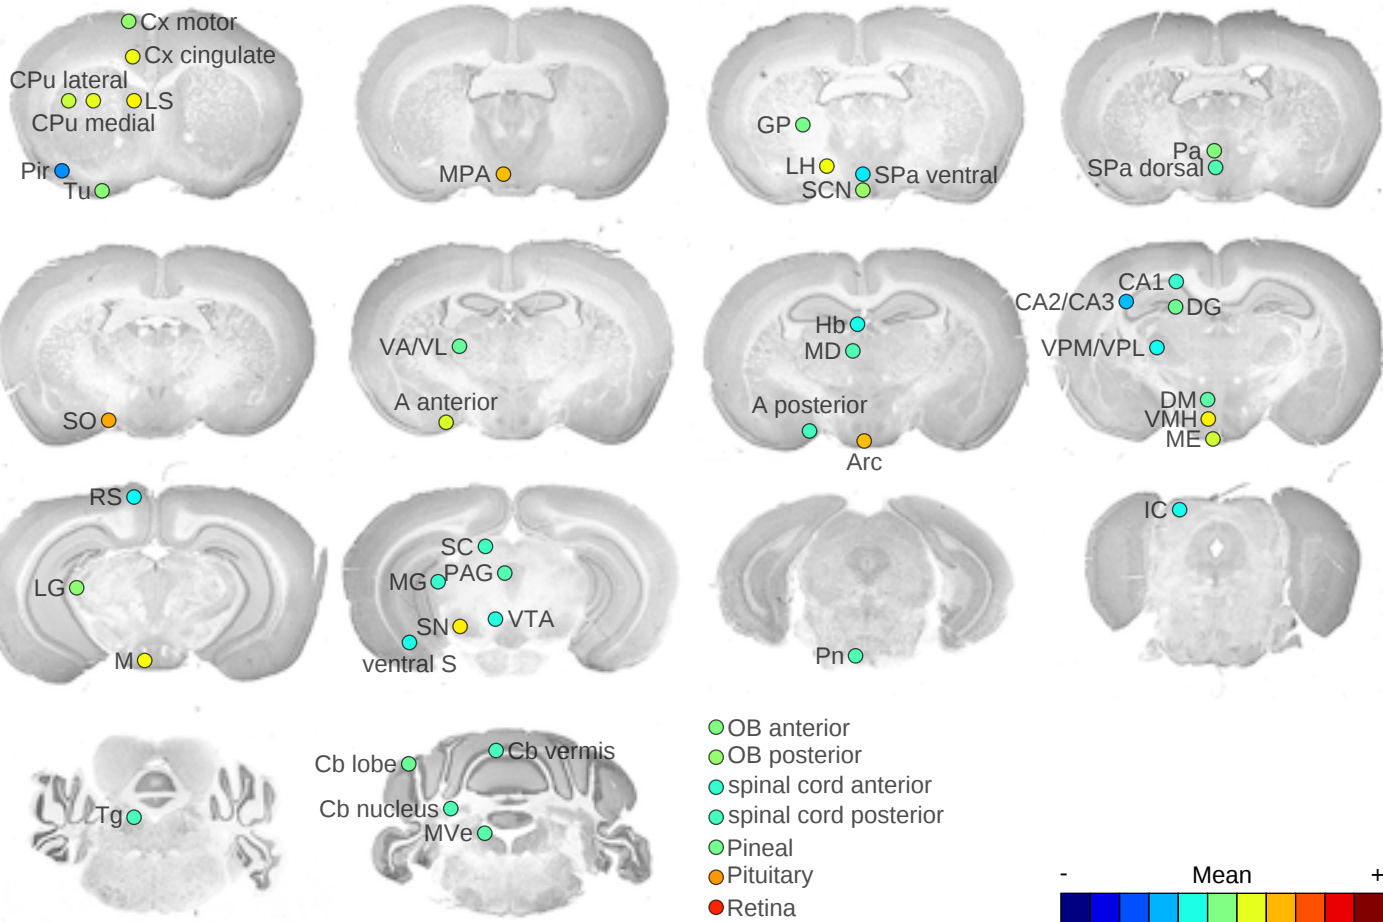 Cx motor
Cx cingulate
CPu lateral
LS
CPu medial
Pir
Tu
MPA
GP
LH
SPa ventral
SCN
Pa
SPa dorsal
SO
VA/VL
A anterior
Hb
MD
A posterior
Arc
CA1
CA2/CA3
DG
VPM/VPL
DM
VMH
ME
RS
LG
M
SC
PAG
MG
SN
VTA
ventral S
Pn
IC
Tg
Cb lobe
Cb vermis
Cb nucleus
MVe
OB anterior
OB posterior
spinal cord anterior
spinal cord posterior
Pineal
Pituitary
Retina
- Mean +